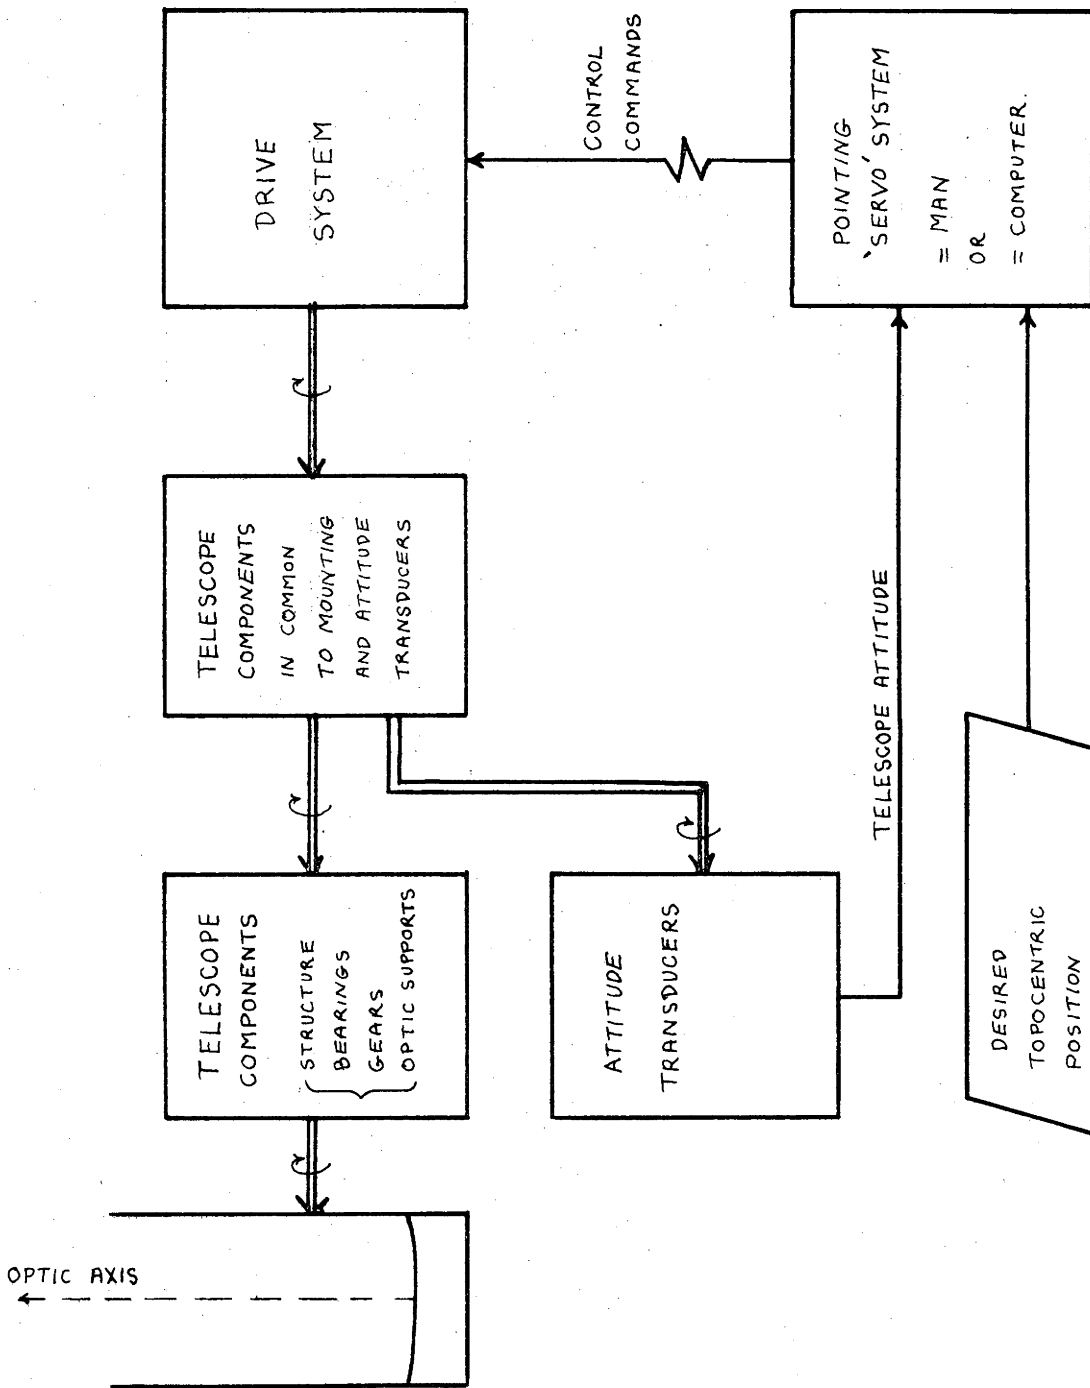 DRIVE
SYSTEM
CONTROL
COMMANDS
POINTING
'SERVO' SYSTEM
= MAN
OR
= COMPUTER.
TELESCOPE
COMPONENTS
IN COMMON
TO MOUNTING
AND ATTITUDE
TRANSDUCERS
TELESCOPE ATTITUDE
TELESCOPE
COMPONENTS
STRUCTURE
BEARINGS
GEARS
OPTIC SUPPORTS
ATTITUDE
TRANSDUCERS
DESIRED
TOPOCENTRIC
POSITION
OPTIC AXIS